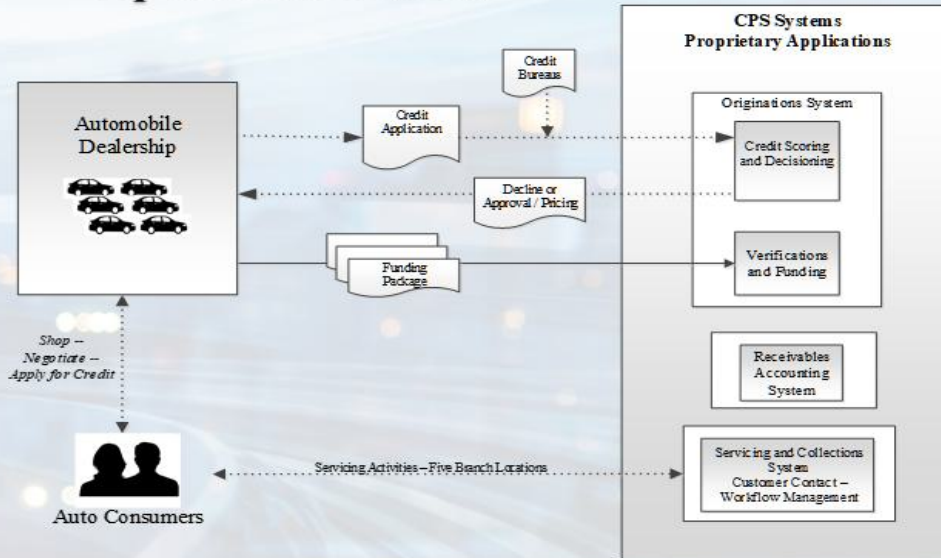 CPS Systems
Proprietary Applications
Credit
Bureaus
Originations System
Automobile
Dealership
Credit
Application
Credit Scoring
and Decisioning
Decline or
Approval / Pricing
Verifications
and Funding
Funding
Package
Shop –
Negotiate –
Apply for Credit
Receivables
Accounting
System
Servicing Activities – Five Branch Locations
Servicing and Collections
System
Customer Contact –
Workflow Management
Auto Consumers